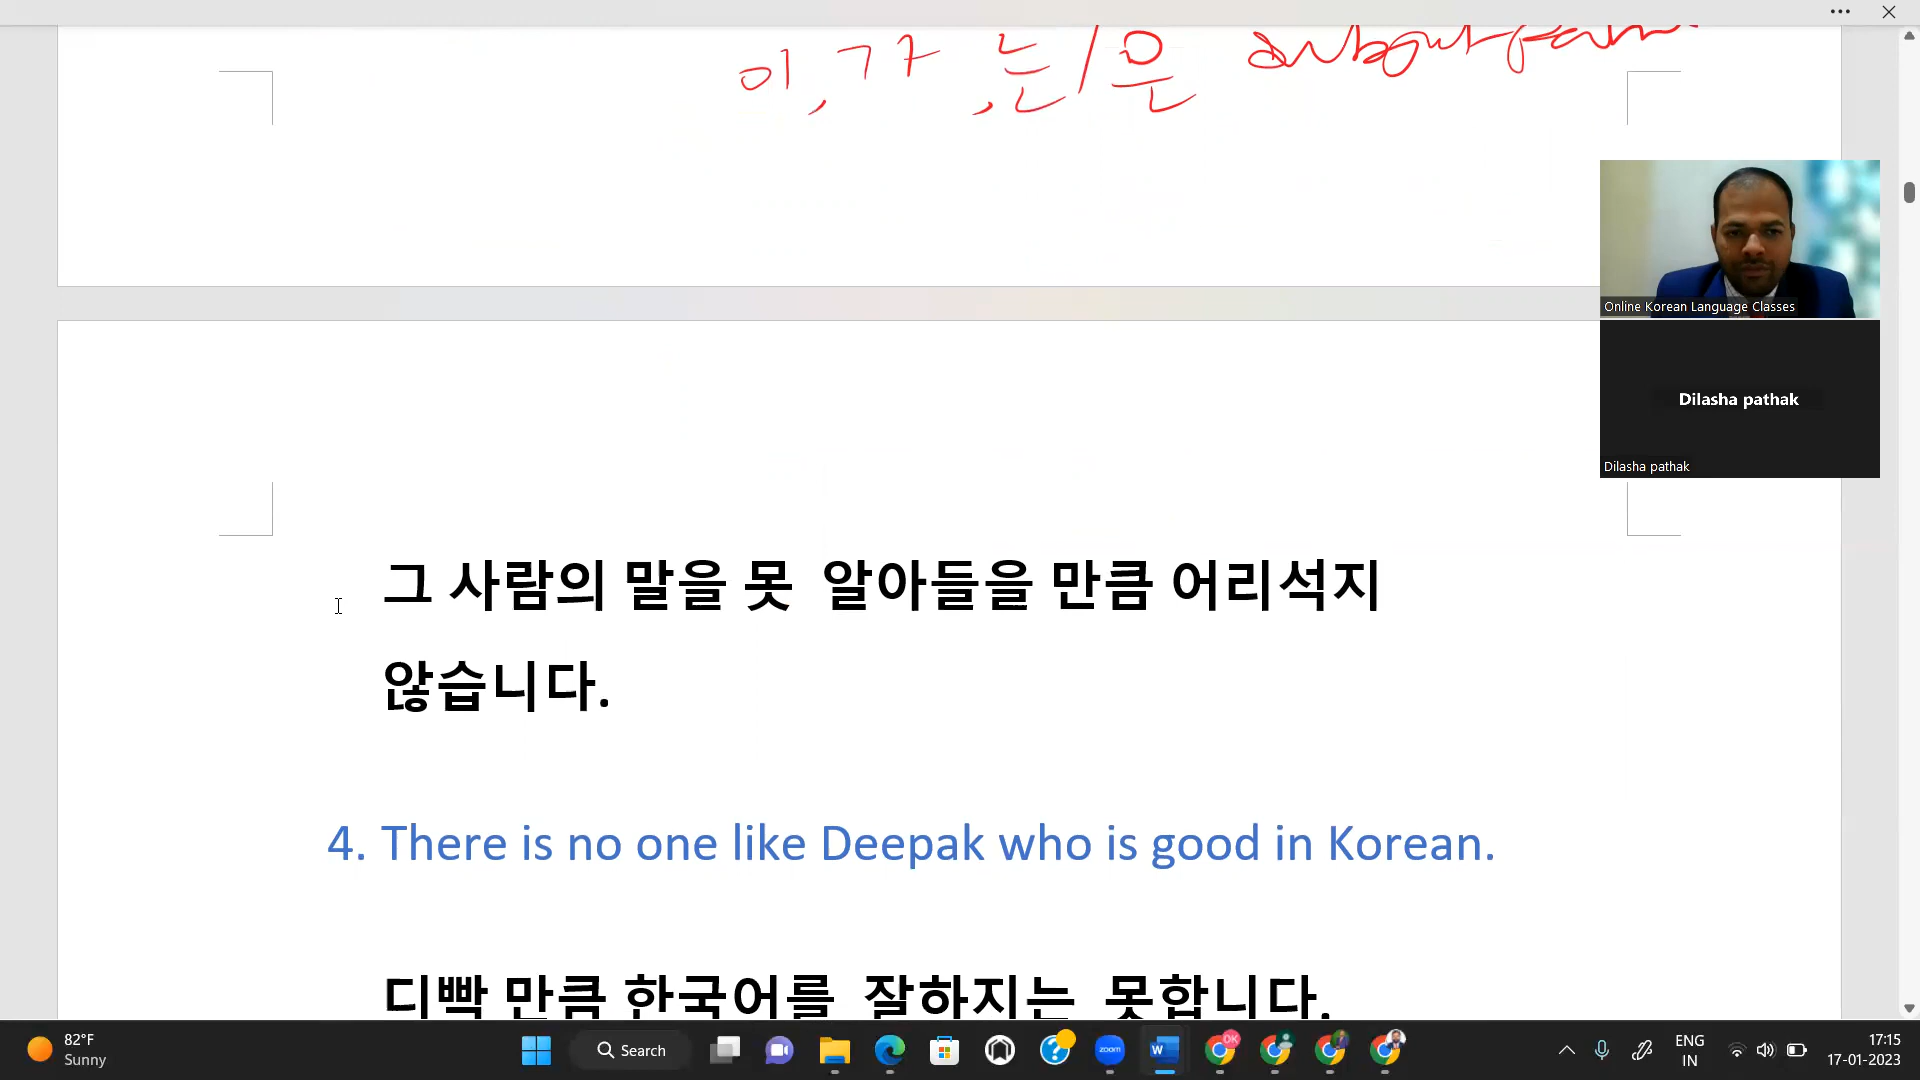 이, 가, 는/은
Online Korean Language Classes
Dilasha pathak
Dilasha pathak
그 사람의 말을 못 알아들을 만큼 어리석지
않습니다.
4. There is no one like Deepak who is good in Korean.
디빡 만큼 한국어를 잘하지는 못합니다.
82°F
Sunny
Search
zoom
ENG
IN
17:15
17-01-2023